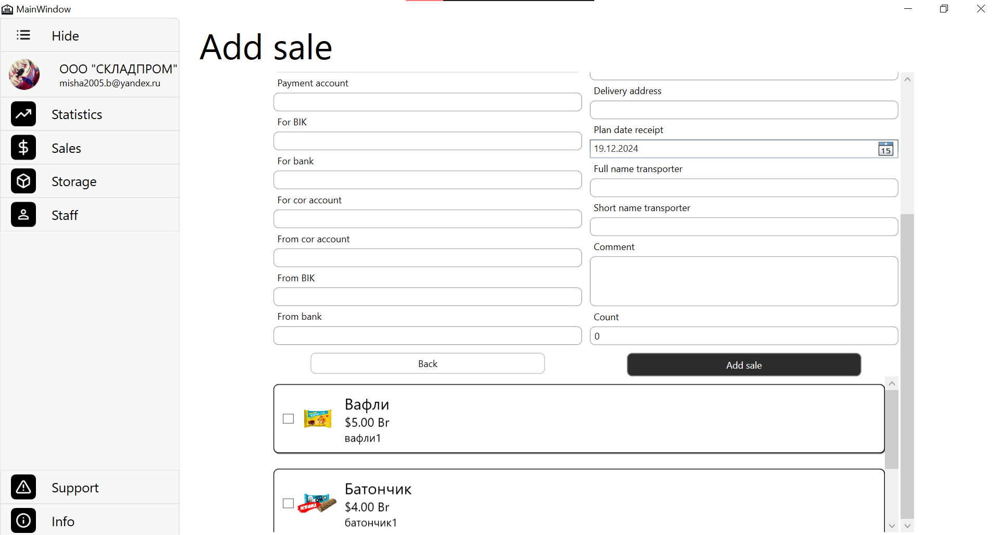 MainWindow
Hide
ООО "СКЛАДПРОМ"
misha2005.b@yandex.ru
Statistics
Sales
Storage
Staff
Support
Info
Add sale
Payment account
For BIK
For bank
For cor account
From cor account
From BIK
From bank
Back
Delivery address
Plan date receipt
19.12.2024
15
Full name transporter
Short name transporter
Comment
Count
0
Add sale
Вафли
$5.00 Br
вафли1
Батончик
$4.00 Br
батончик1
НОВИНКА